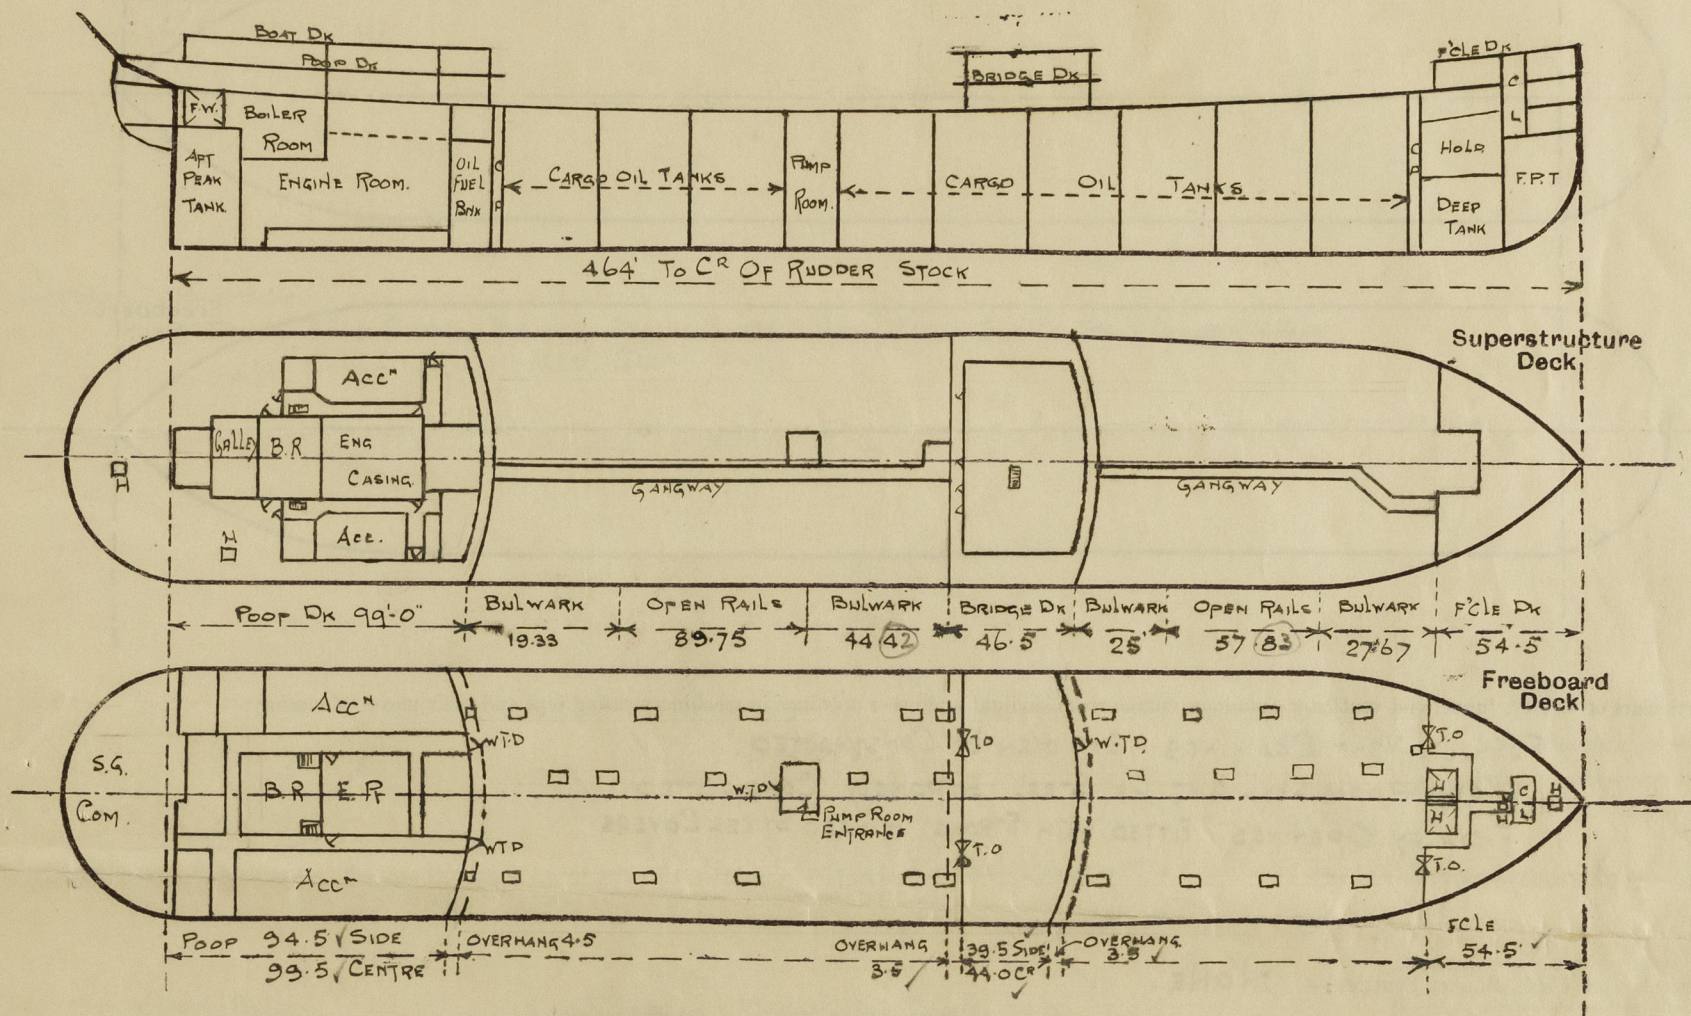 BOAT DK
POOP DK
BRIDGE DK
F'CLE DK
F.W.
BOILER
ROOM
C
L
APT
PEAK
TANK.
ENGINE ROOM.
OIL
FUEL
BNK
C
P
CARGO OIL TANKS
PUMP
ROOM.
CARGO OIL TANKS
C
P
HOLD
DEEP
TANK
F.P.T
464' TO CR OF RUDDER STOCK
Superstructure
Deck
ACCN
GALLEY
B.R
ENG
CASING.
H
H
ACC.
GANGWAY
GANGWAY
POOP DK 99'-0"
BULWARK
19.33
OPEN RAILS
89.75
BULWARK
44 42
BRIDGE DK
46.5
BULWARK
25'
OPEN RAILS
57 83
BULWARK
27.67
F'CLE DK
54.5
Freeboard
Deck
ACCN
W.T.D
T.O
W.T.D
T.O
S.G.
COM.
B.R
E.R
W.T.D
PUMP ROOM
ENTRANCE
H
H
H
C
L
H
W.T.D
T.O
T.O.
ACCN
POOP 94.5 SIDE
99.5 CENTRE
OVERHANG 4.5
OVERHANG
3.5
39.5 SIDE
44.0 CR
OVERHANG
3.5
FCLE
54.5'